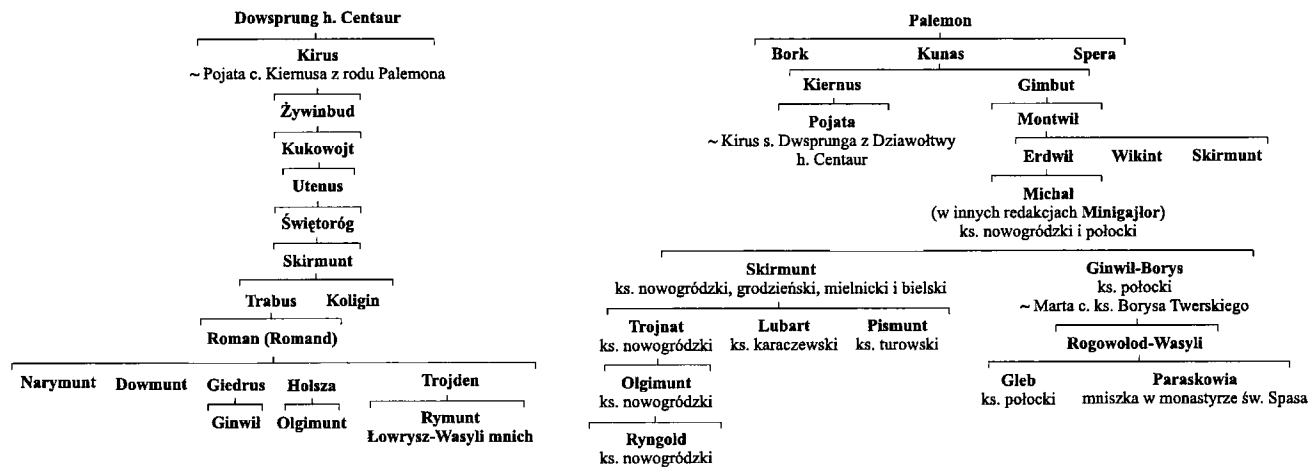 Dowsprung h. Centaur
Kirus
~ Pojata c. Kiernusa z rodu Palemona
Żywinbud
Kukowojt
Utenus
Świętoróg
Skirmunt
Trabus Koligin
Roman (Romand)
Narymunt Dowmunt Giedrus Holsza Trojden
Ginwił Olgimunt Rymunt
Łowrysz-Wasyli mnich
Palemon
Bork Kunas Spera
Kiernus Gimbut
Pojata Montwił
~ Kirus s. Dwsprunga z Dziawołtwy
h. Centaur
Erdwił Wikint Skirmunt
Michał
(w innych redakcjach Minigajłor)
ks. nowogródzki i połocki
Skirmunt Ginwił-Borys
ks. nowogródzki, grodzieński, mielnicki i bielski ks. połocki
~ Marta c. ks. Borysa Twerskiego
Trojnat Lubart Pismunt Rogowołod-Wasyli
ks. nowogródzki ks. karaczewski ks. turowski
Olgimunt Gleb Paraskowia
ks. nowogródzki ks. połocki mniszka w monastyrze św. Spasa
Ryngold
ks. nowogródzki